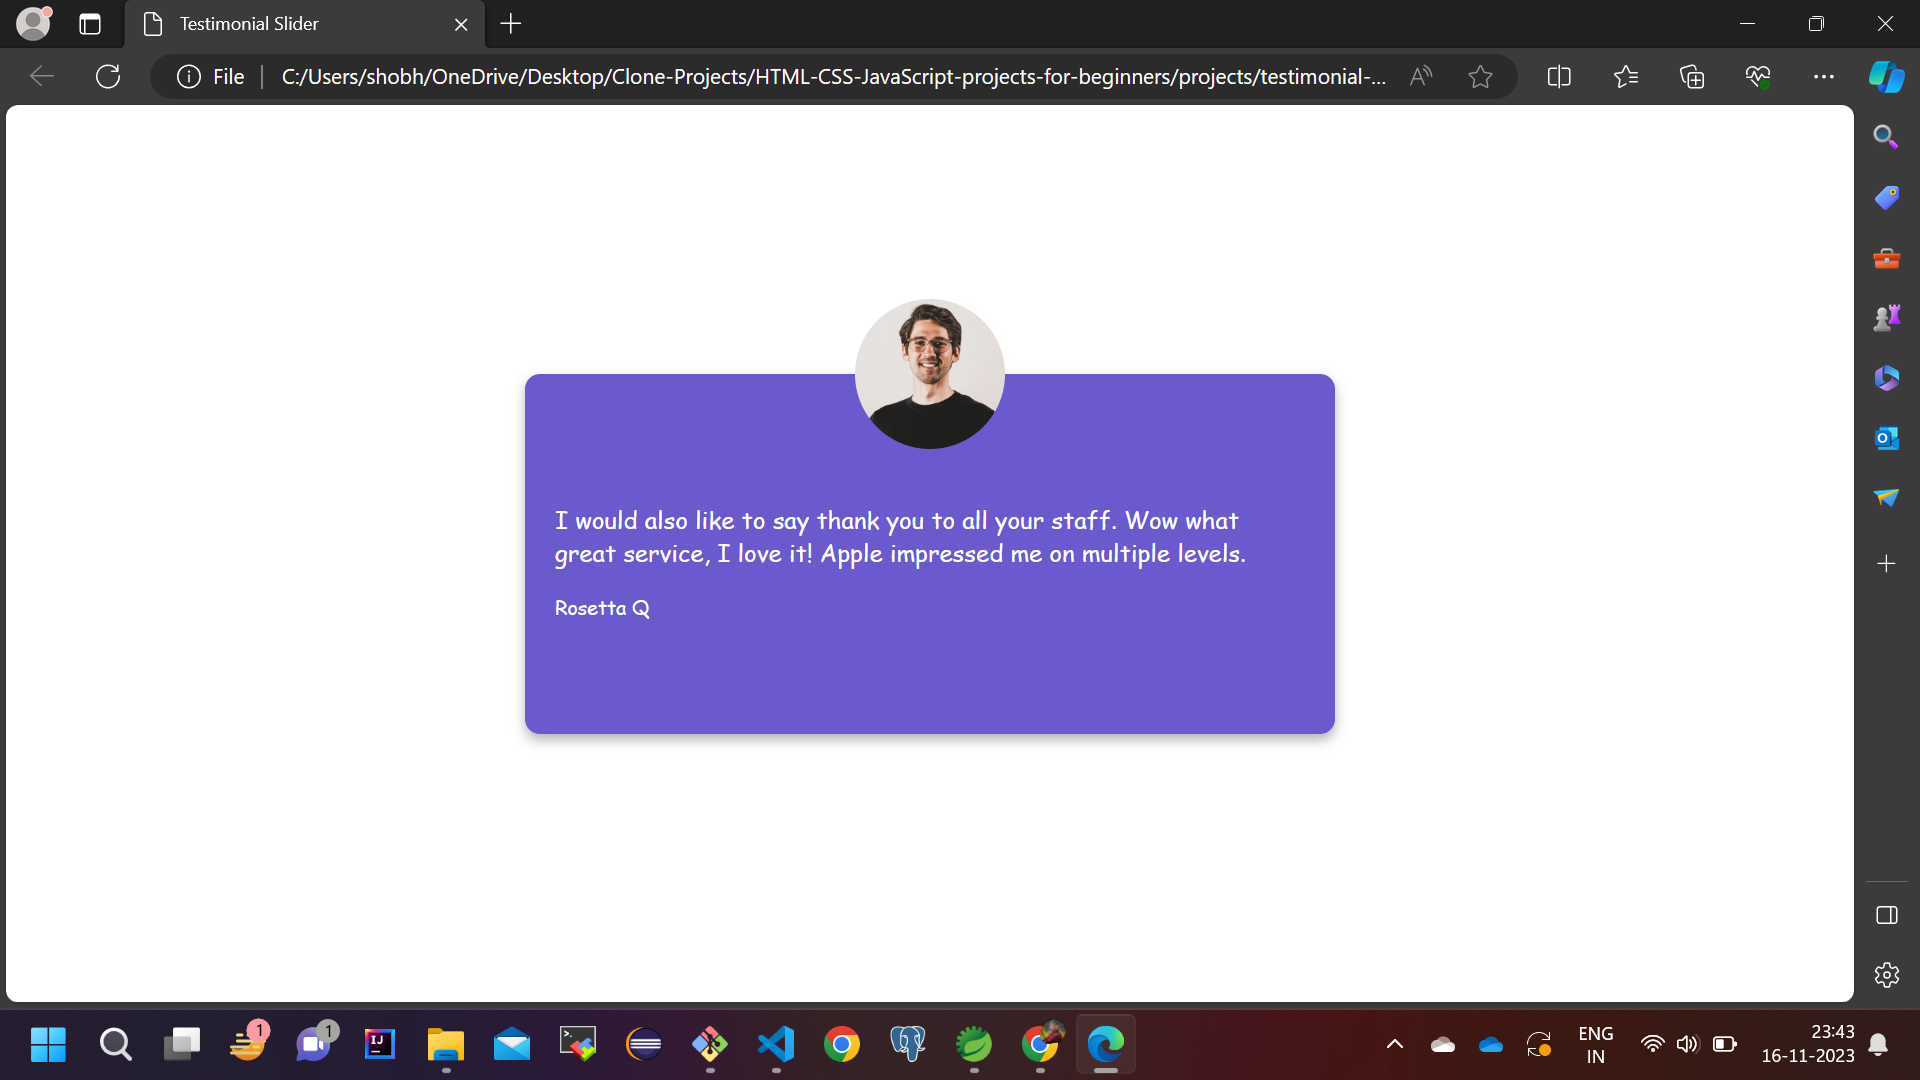 Testimonial Slider
File
C:/Users/shobh/OneDrive/Desktop/Clone-Projects/HTML-CSS-JavaScript-projects-for-beginners/projects/testimonial-...
I would also like to say thank you to all your staff. Wow what
great service, I love it! Apple impressed me on multiple levels.
Rosetta Q
1
1
IJ
ENG
IN
23:43
16-11-2023